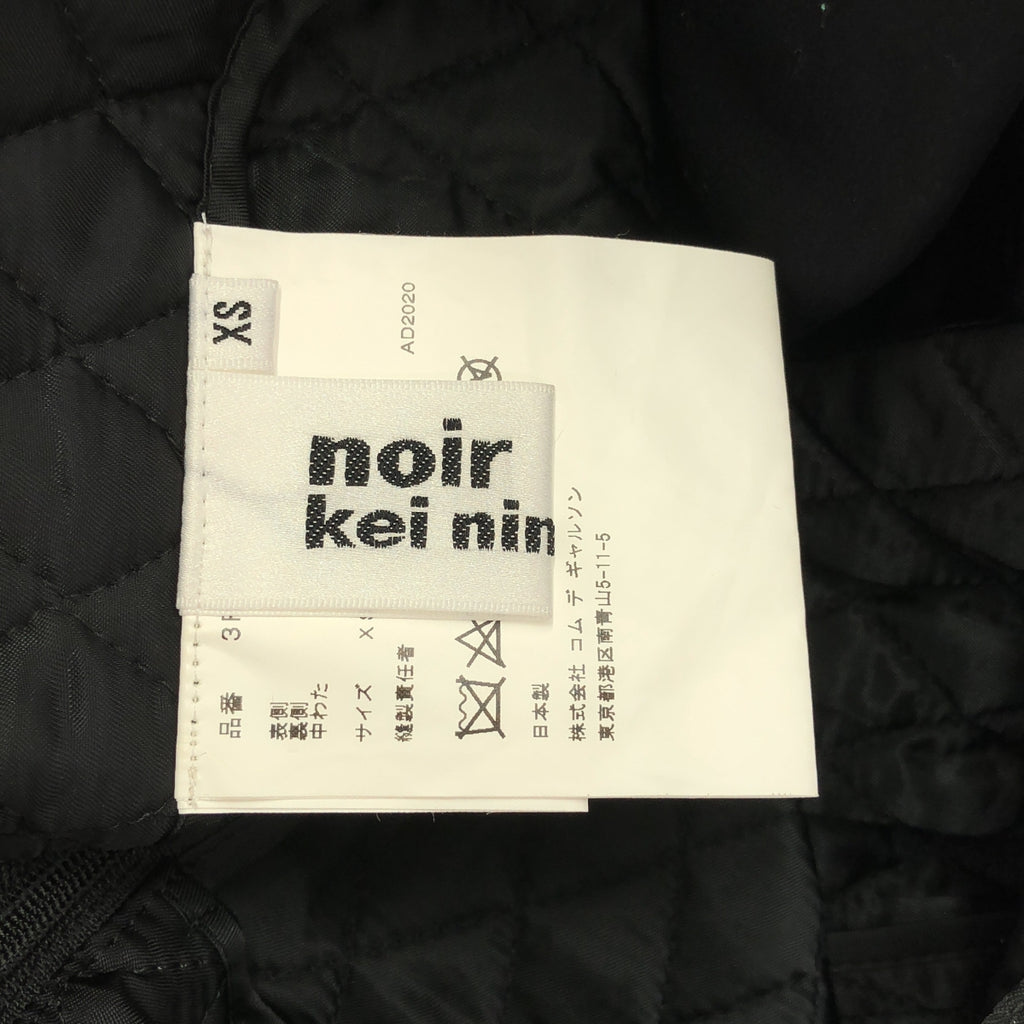 XS
AD2020
noir
kei nin
品番 3
表側
裏側
中わた
サイズ X
縫製責任者
日本製
株式会社 コム デ ギャルソン
東京都港区南青山5-11-5